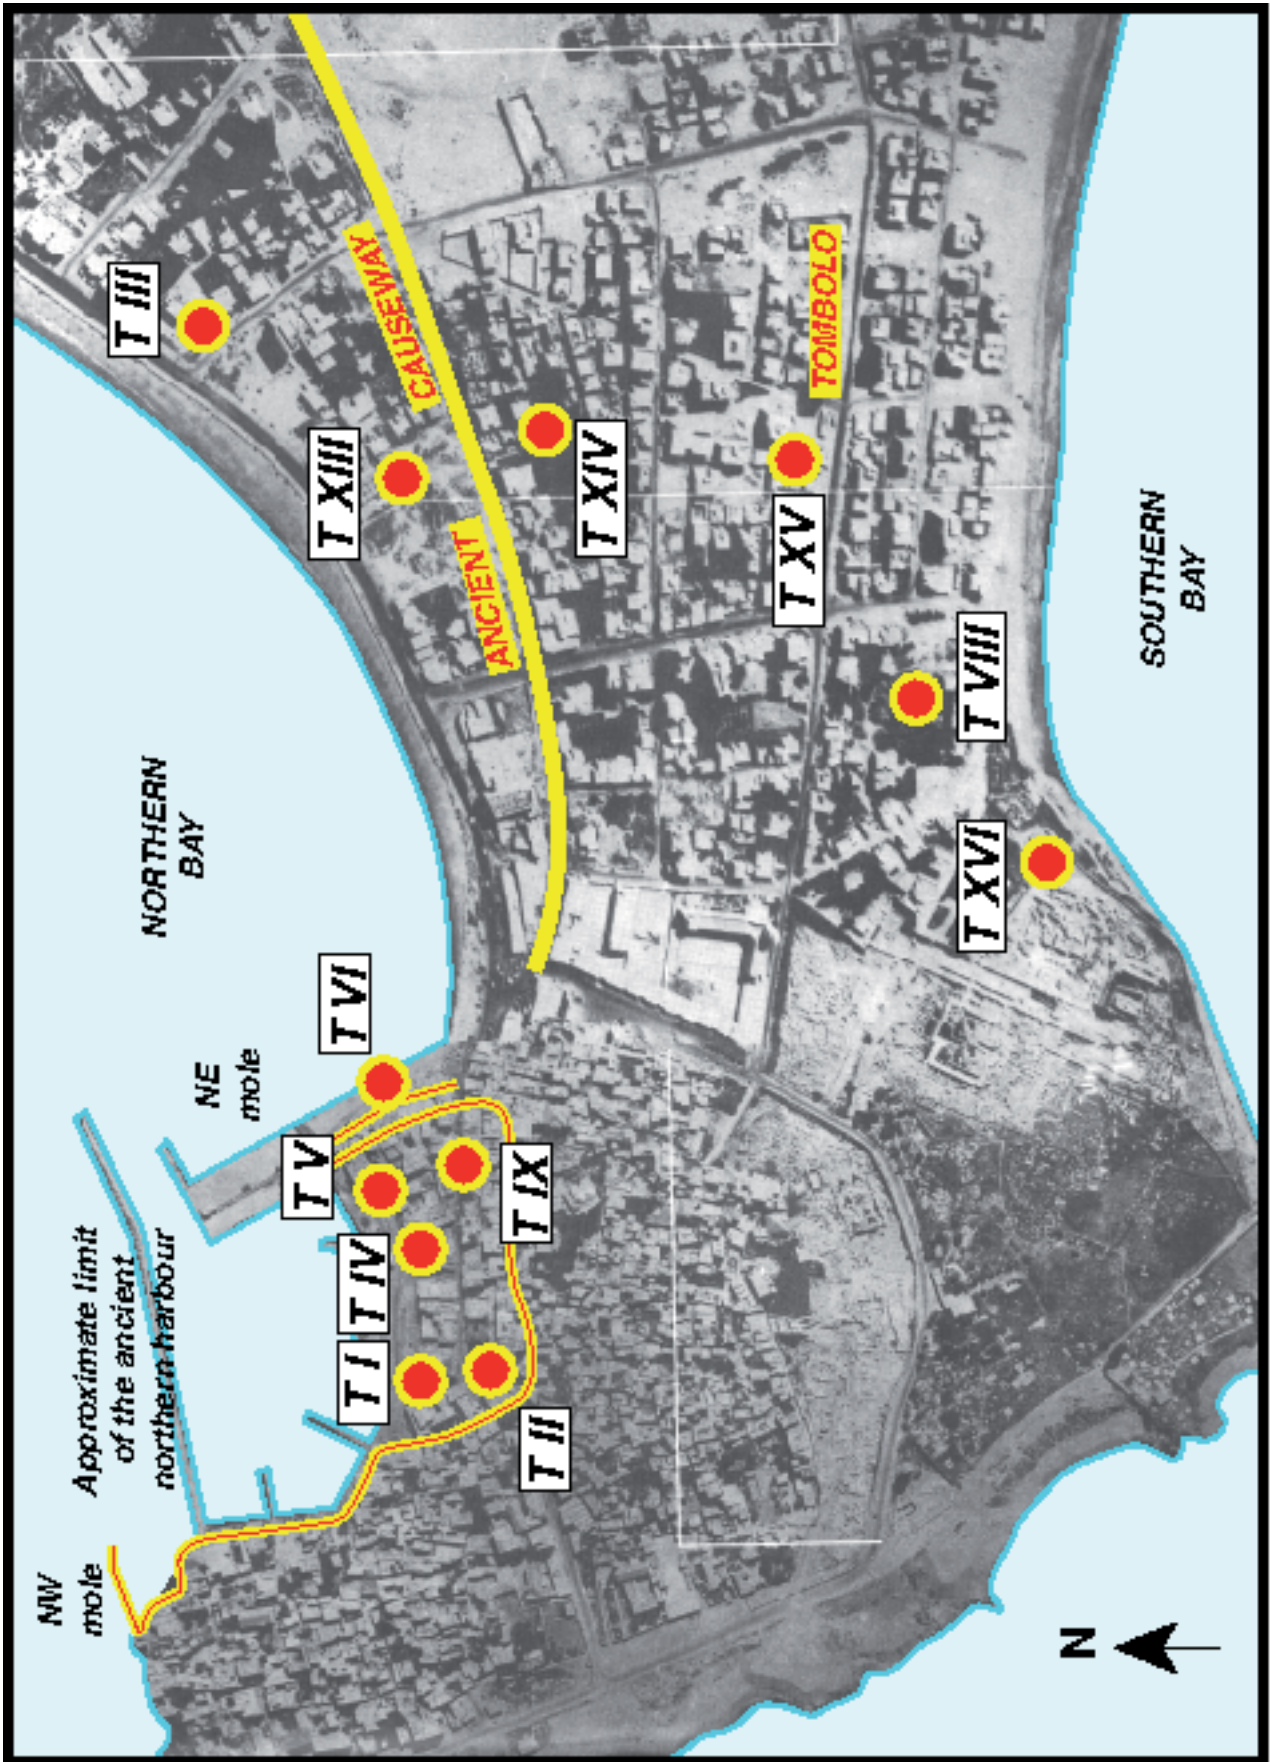 NW
mole
Approximate limit
of the ancient
northern harbour
NE
mole
NORTHERN
BAY
T III
T XIII
T VI
T V
T IV
T I
T II
T IX
ANCIENT
CAUSEWAY
T XIV
T XV
TOMBOLO
T VIII
T XVI
SOUTHERN
BAY
N